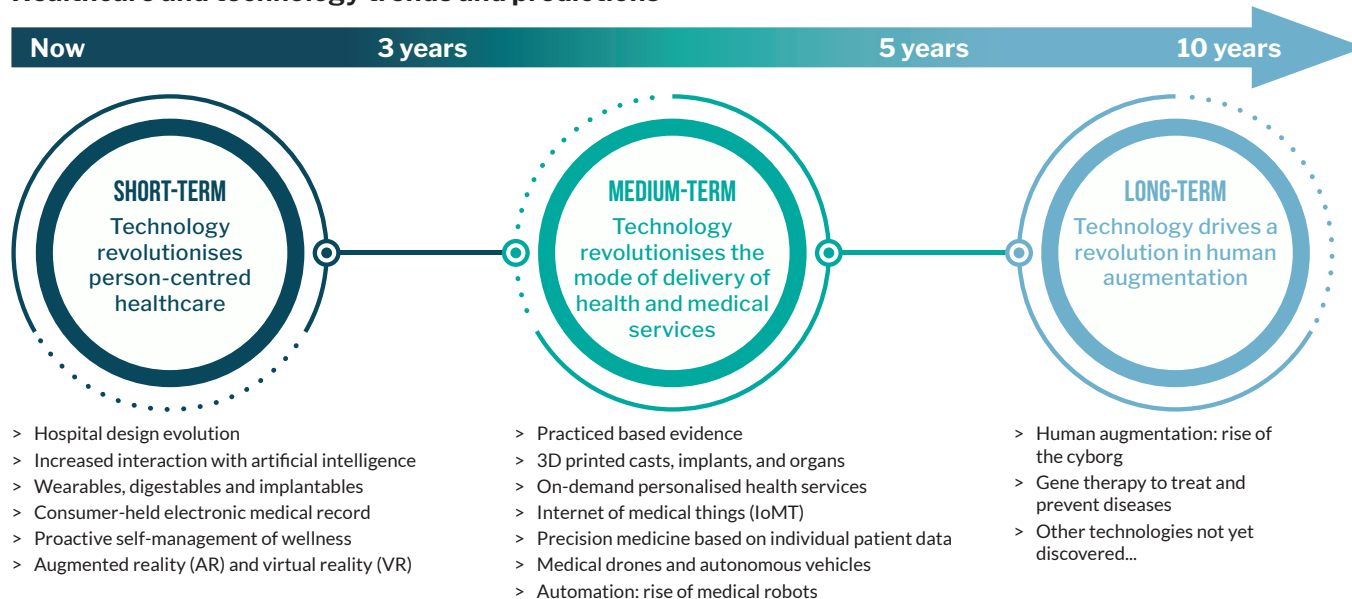 Healthcare and technology trends and predictions
Now 3 years 5 years 10 years
SHORT-TERM
Technology
revolutionises
person-centred
healthcare
MEDIUM-TERM
Technology
revolutionises the
mode of delivery of
health and medical
services
LONG-TERM
Technology drives a
revolution in human
augmentation
> Hospital design evolution
> Increased interaction with artificial intelligence
> Wearables, digestables and implantables
> Consumer-held electronic medical record
> Proactive self-management of wellness
> Augmented reality (AR) and virtual reality (VR)
> Practiced based evidence
> 3D printed casts, implants, and organs
> On-demand personalised health services
> Internet of medical things (IoMT)
> Precision medicine based on individual patient data
> Medical drones and autonomous vehicles
> Automation: rise of medical robots
> Human augmentation: rise of
the cyborg
> Gene therapy to treat and
prevent diseases
> Other technologies not yet
discovered...